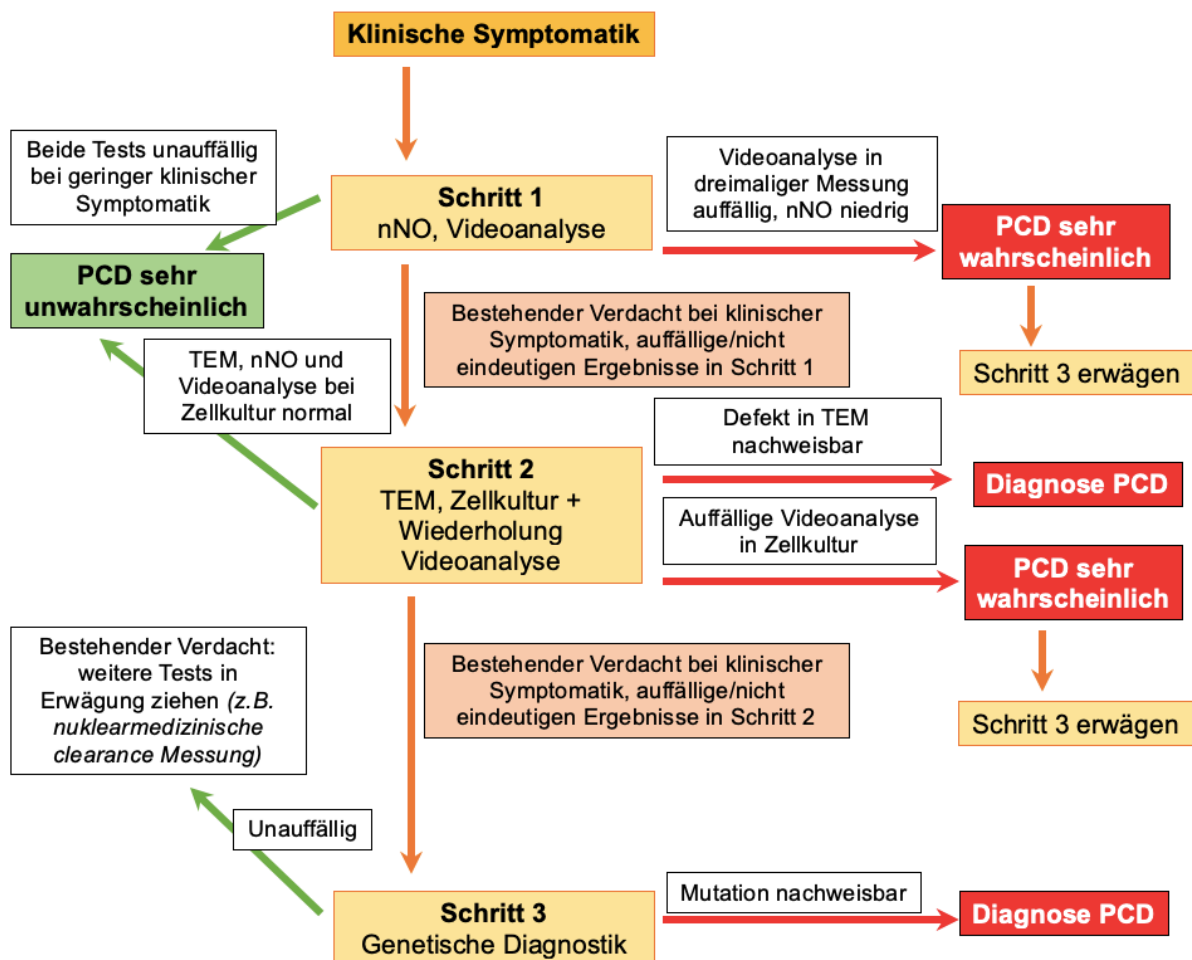 Klinische Symptomatik
Beide Tests unauffällig
bei geringer klinischer
Symptomatik
Schritt 1
nNO, Videoanalyse
Videoanalyse in
dreimaliger Messung
auffällig, nNO niedrig
PCD sehr
wahrscheinlich
PCD sehr
unwahrscheinlich
Bestehender Verdacht bei klinischer
Symptomatik, auffällige/nicht
eindeutigen Ergebnisse in Schritt 1
Schritt 3 erwägen
TEM, nNO und
Videoanalyse bei
Zellkultur normal
Defekt in TEM
nachweisbar
Schritt 2
TEM, Zellkultur +
Wiederholung
Videoanalyse
Diagnose PCD
Auffällige Videoanalyse
in Zellkultur
PCD sehr
wahrscheinlich
Bestehender Verdacht:
weitere Tests in
Erwägung ziehen (z.B.
nuklearmedizinische
clearance Messung)
Bestehender Verdacht bei klinischer
Symptomatik, auffällige/nicht
eindeutigen Ergebnisse in Schritt 2
Schritt 3 erwägen
Unauffällig
Schritt 3
Genetische Diagnostik
Mutation nachweisbar
Diagnose PCD